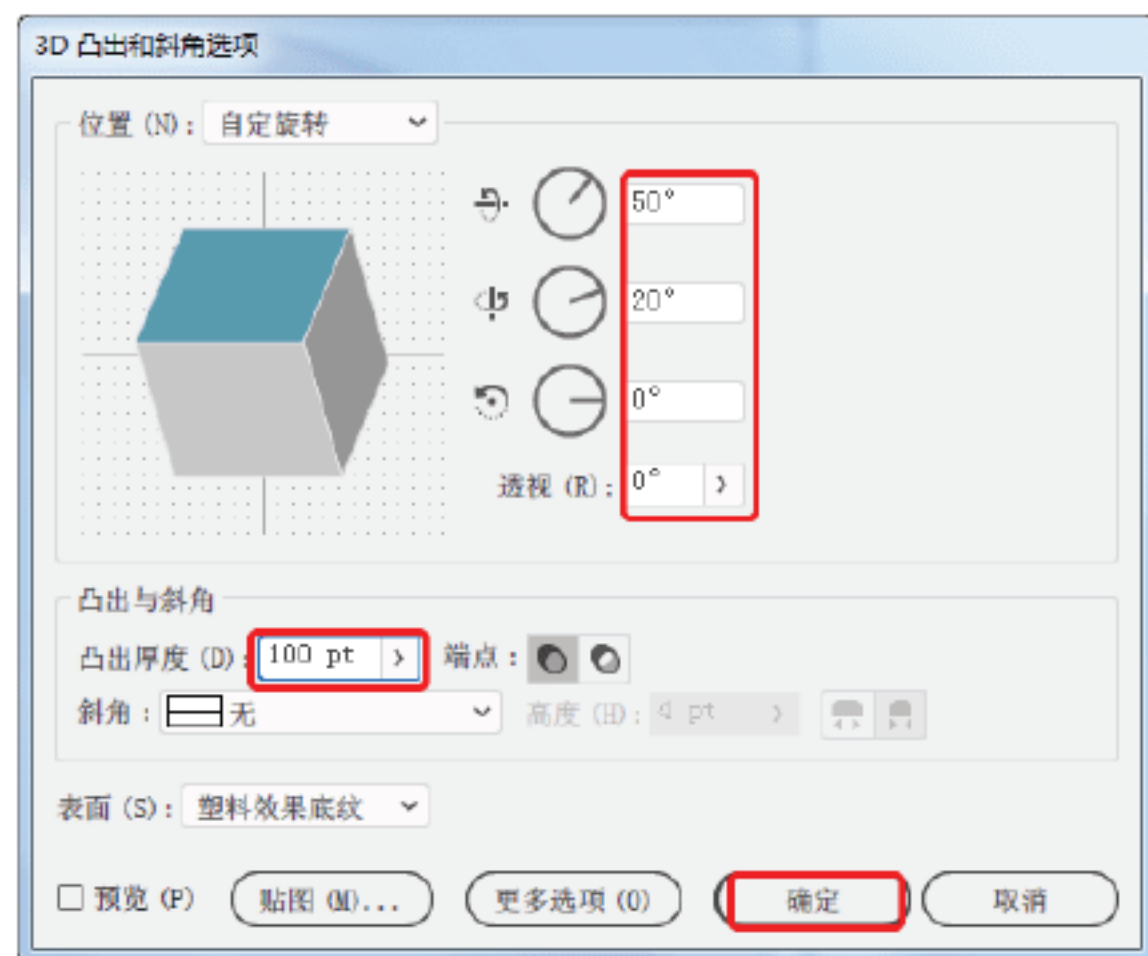 3D 凸出和斜角选项
位置 (N): 自定旋转
50°
20°
0°
透视 (R): 0°
凸出与斜角
凸出厚度 (D): 100 pt 端点:
斜角: 无 高度 (H): 4 pt
表面 (S): 塑料效果底纹
预览 (P) 贴图 (M)... 更多选项 (O) 确定 取消